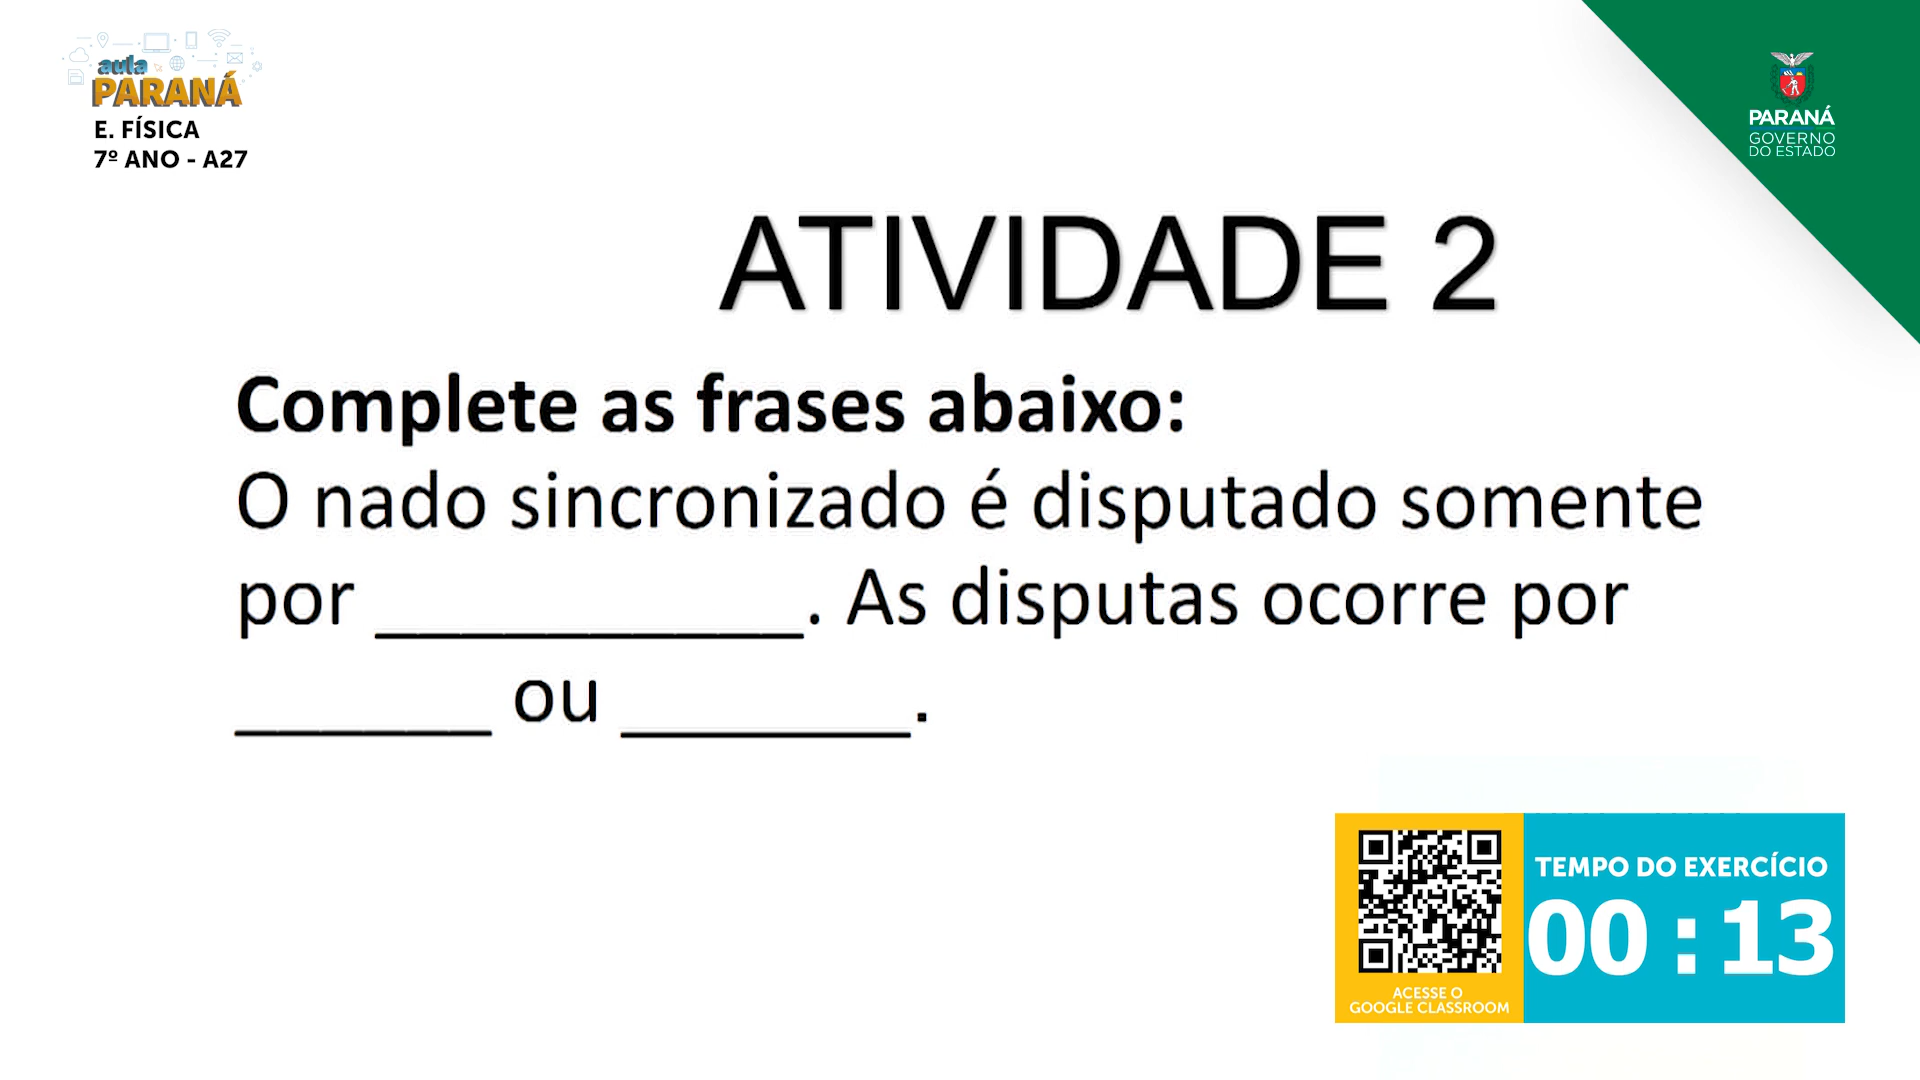 aula
PARANÁ
E. FÍSICA
7º ANO - A27
PARANÁ
GOVERNO
DO ESTADO
ATIVIDADE 2
Complete as frases abaixo:
O nado sincronizado é disputado somente
por ___________. As disputas ocorre por
_______ ou ________.
TEMPO DO EXERCÍCIO
00 : 13
ACESSE O
GOOGLE CLASSROOM